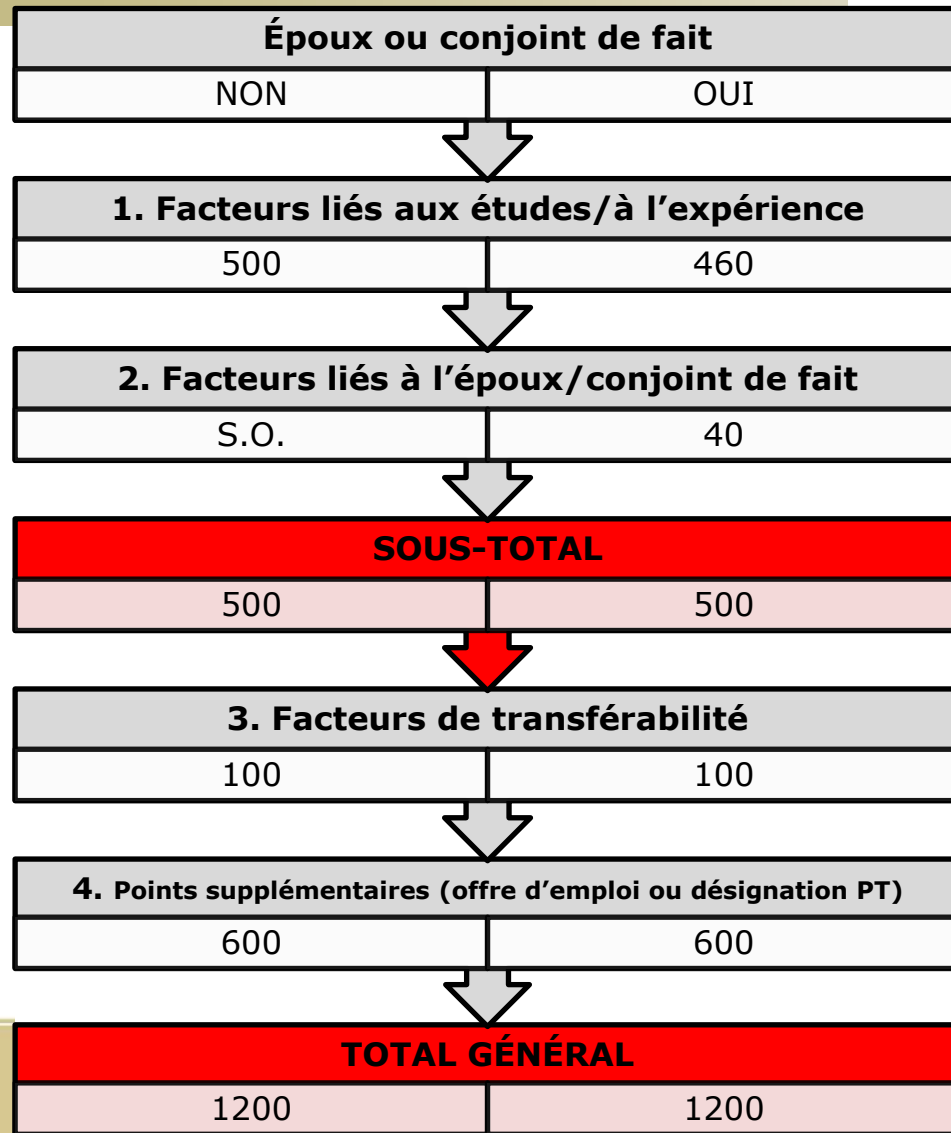 Époux ou conjoint de fait
NON OUI
1. Facteurs liés aux études/à l’expérience
500 460
2. Facteurs liés à l’époux/conjoint de fait
S.O. 40
SOUS-TOTAL
500 500
3. Facteurs de transférabilité
100 100
4. Points supplémentaires (offre d’emploi ou désignation PT)
600 600
TOTAL GÉNÉRAL
1200 1200